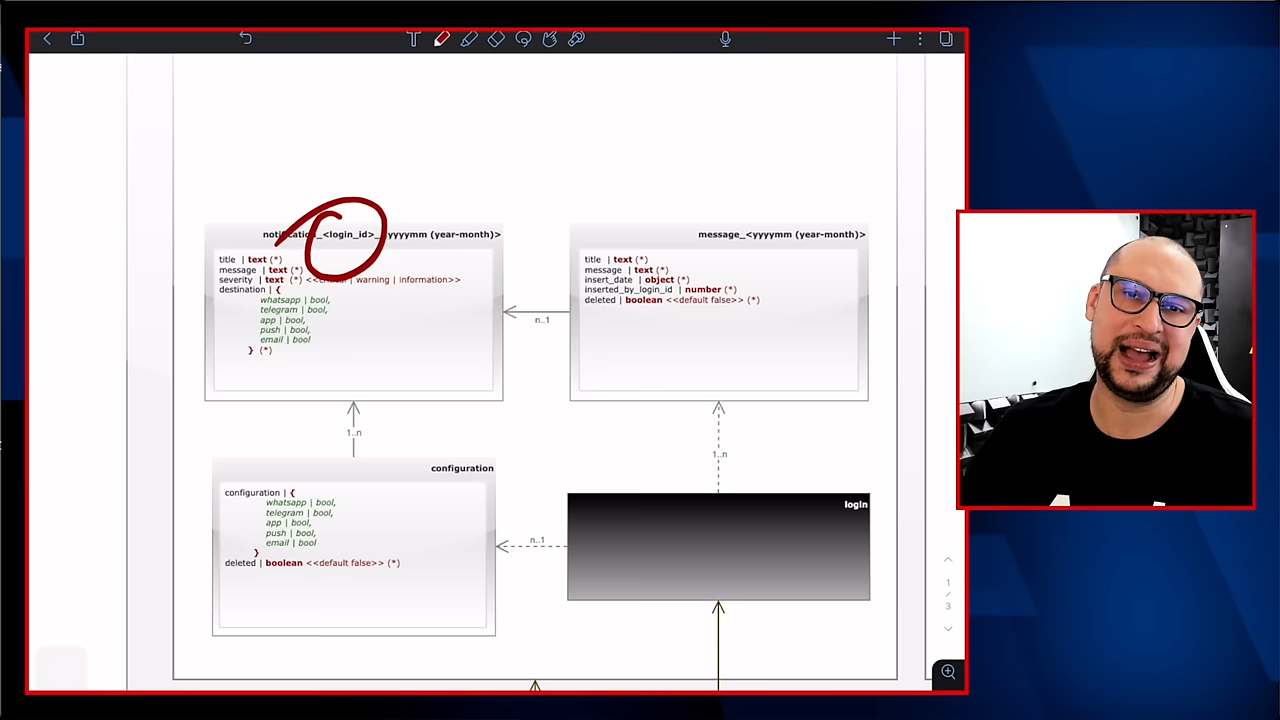 notification_<login_id>_<yyyymm (year-month)>
title | text (*)
message | text (*)
severity | text (*) <<critical | warning | information>>
destination | {
whatsapp | bool,
telegram | bool,
app | bool,
push | bool,
email | bool
} (*)
message_<yyyymm (year-month)>
title | text (*)
message | text (*)
insert_date | object (*)
inserted_by_login_id | number (*)
deleted | boolean <<default false>> (*)
n..1
1..n
1..n
configuration
configuration | {
whatsapp | bool,
telegram | bool,
app | bool,
push | bool,
email | bool
}
deleted | boolean <<default false>> (*)
n..1
login
1
/
3